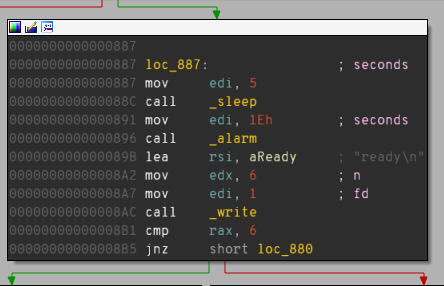 0000000000000887
0000000000000887 loc_887: ; seconds
0000000000000887 mov edi, 5
000000000000088C call _sleep
0000000000000891 mov edi, 1Eh ; seconds
0000000000000896 call _alarm
000000000000089B lea rsi, aReady ; "ready\n"
00000000000008A2 mov edx, 6 ; n
00000000000008A7 mov edi, 1 ; fd
00000000000008AC call _write
00000000000008B1 cmp rax, 6
00000000000008B5 jnz short loc_880